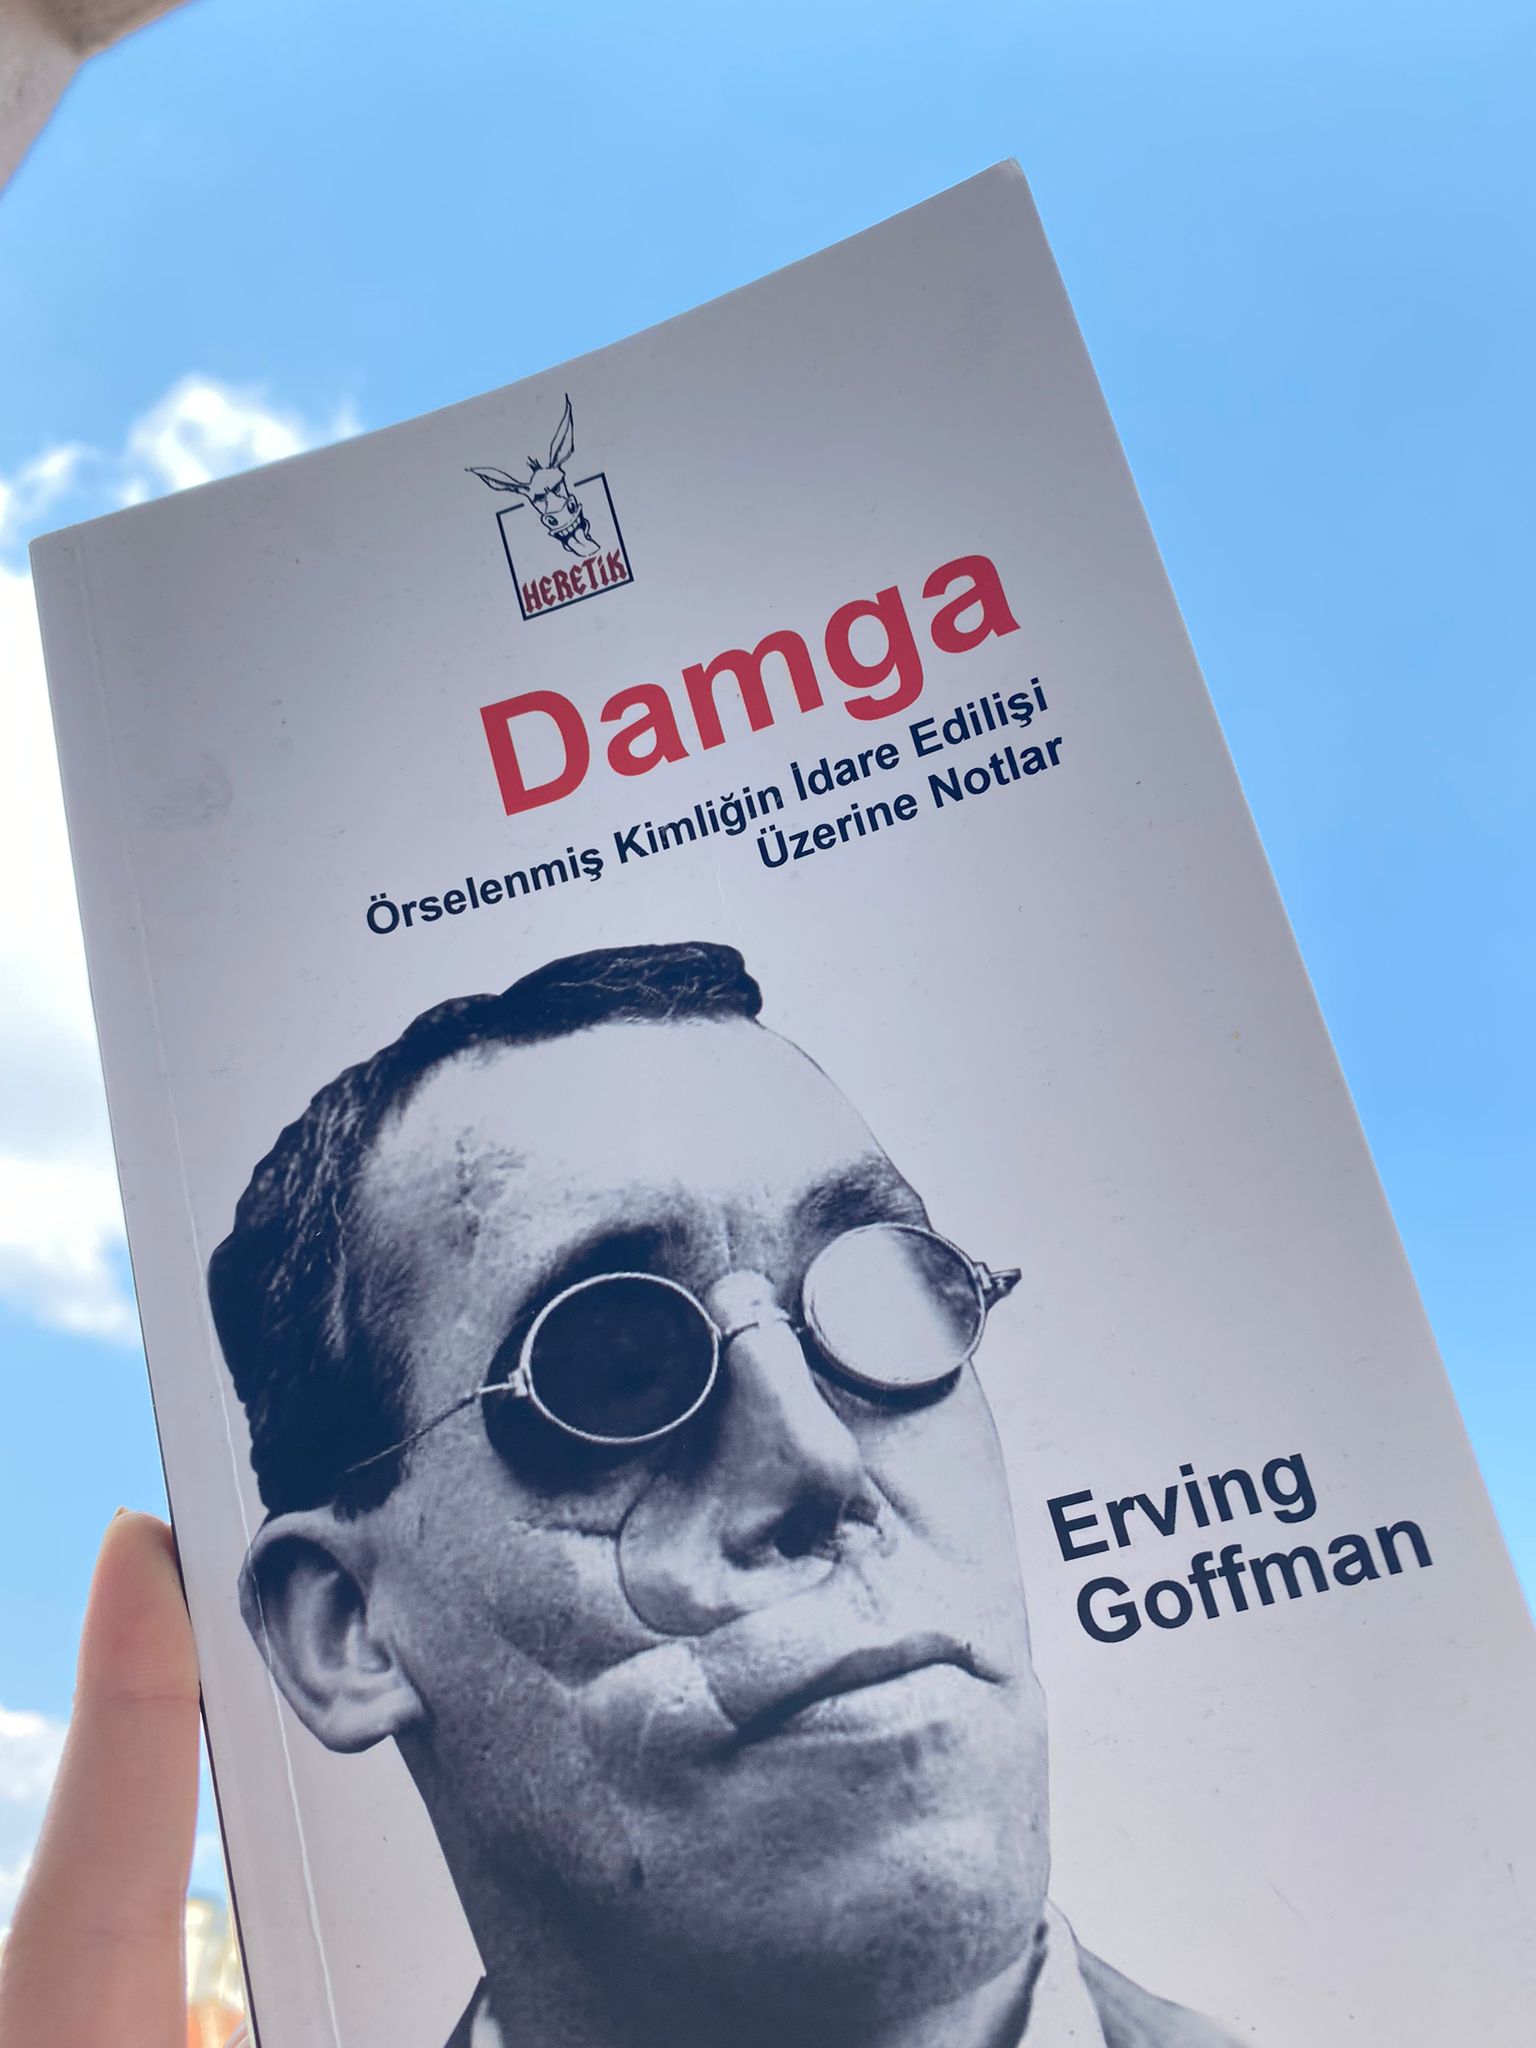 HERETİK
Damga
Örselenmiş Kimliğin İdare Edilişi
Üzerine Notlar
Erving
Goffman